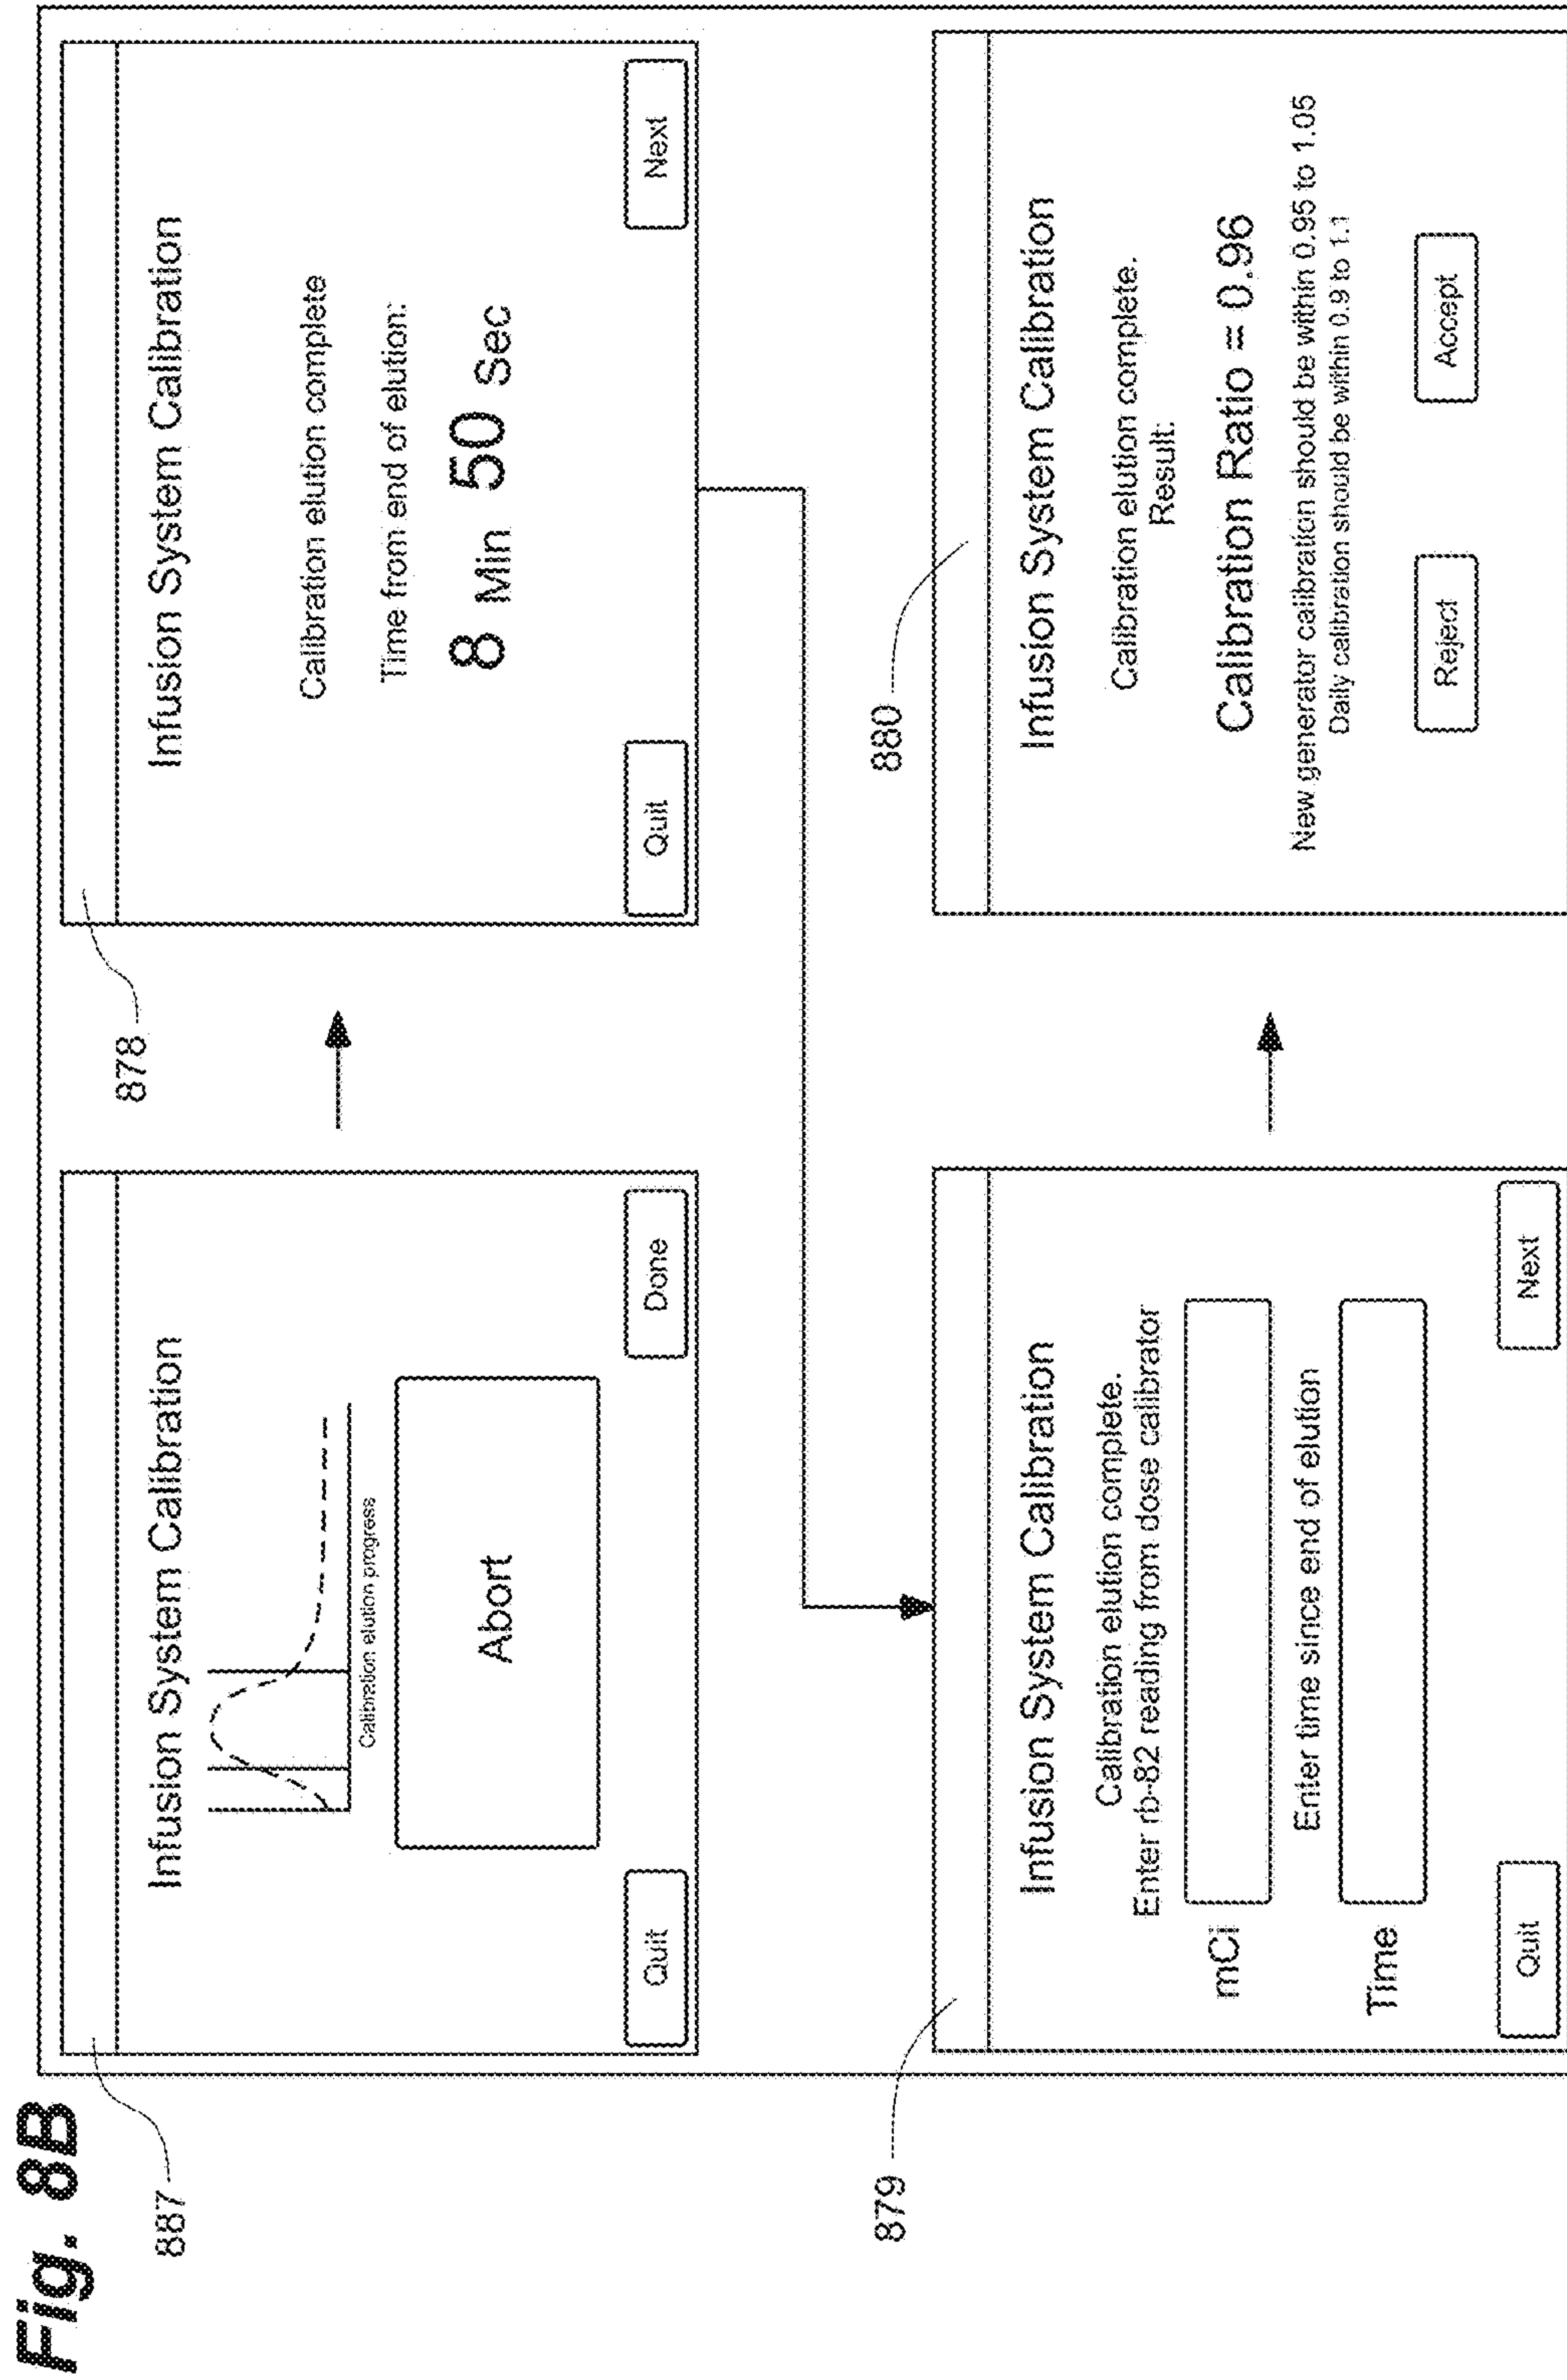 Fig. 8B
887
Infusion System Calibration
Calibration elution progress
Abort
Quit
Done
878
Infusion System Calibration
Calibration elution complete
Time from end of elution:
8 Min 50 Sec
Quit
Next
879
Infusion System Calibration
Calibration elution complete.
Enter rb-82 reading from dose calibrator
mCi
Enter time since end of elution
Time
Quit
Next
880
Infusion System Calibration
Calibration elution complete.
Result:
Calibration Ratio = 0.96
New generator calibration should be within 0.95 to 1.05
Daily calibration should be within 0.9 to 1.1
Reject
Accept